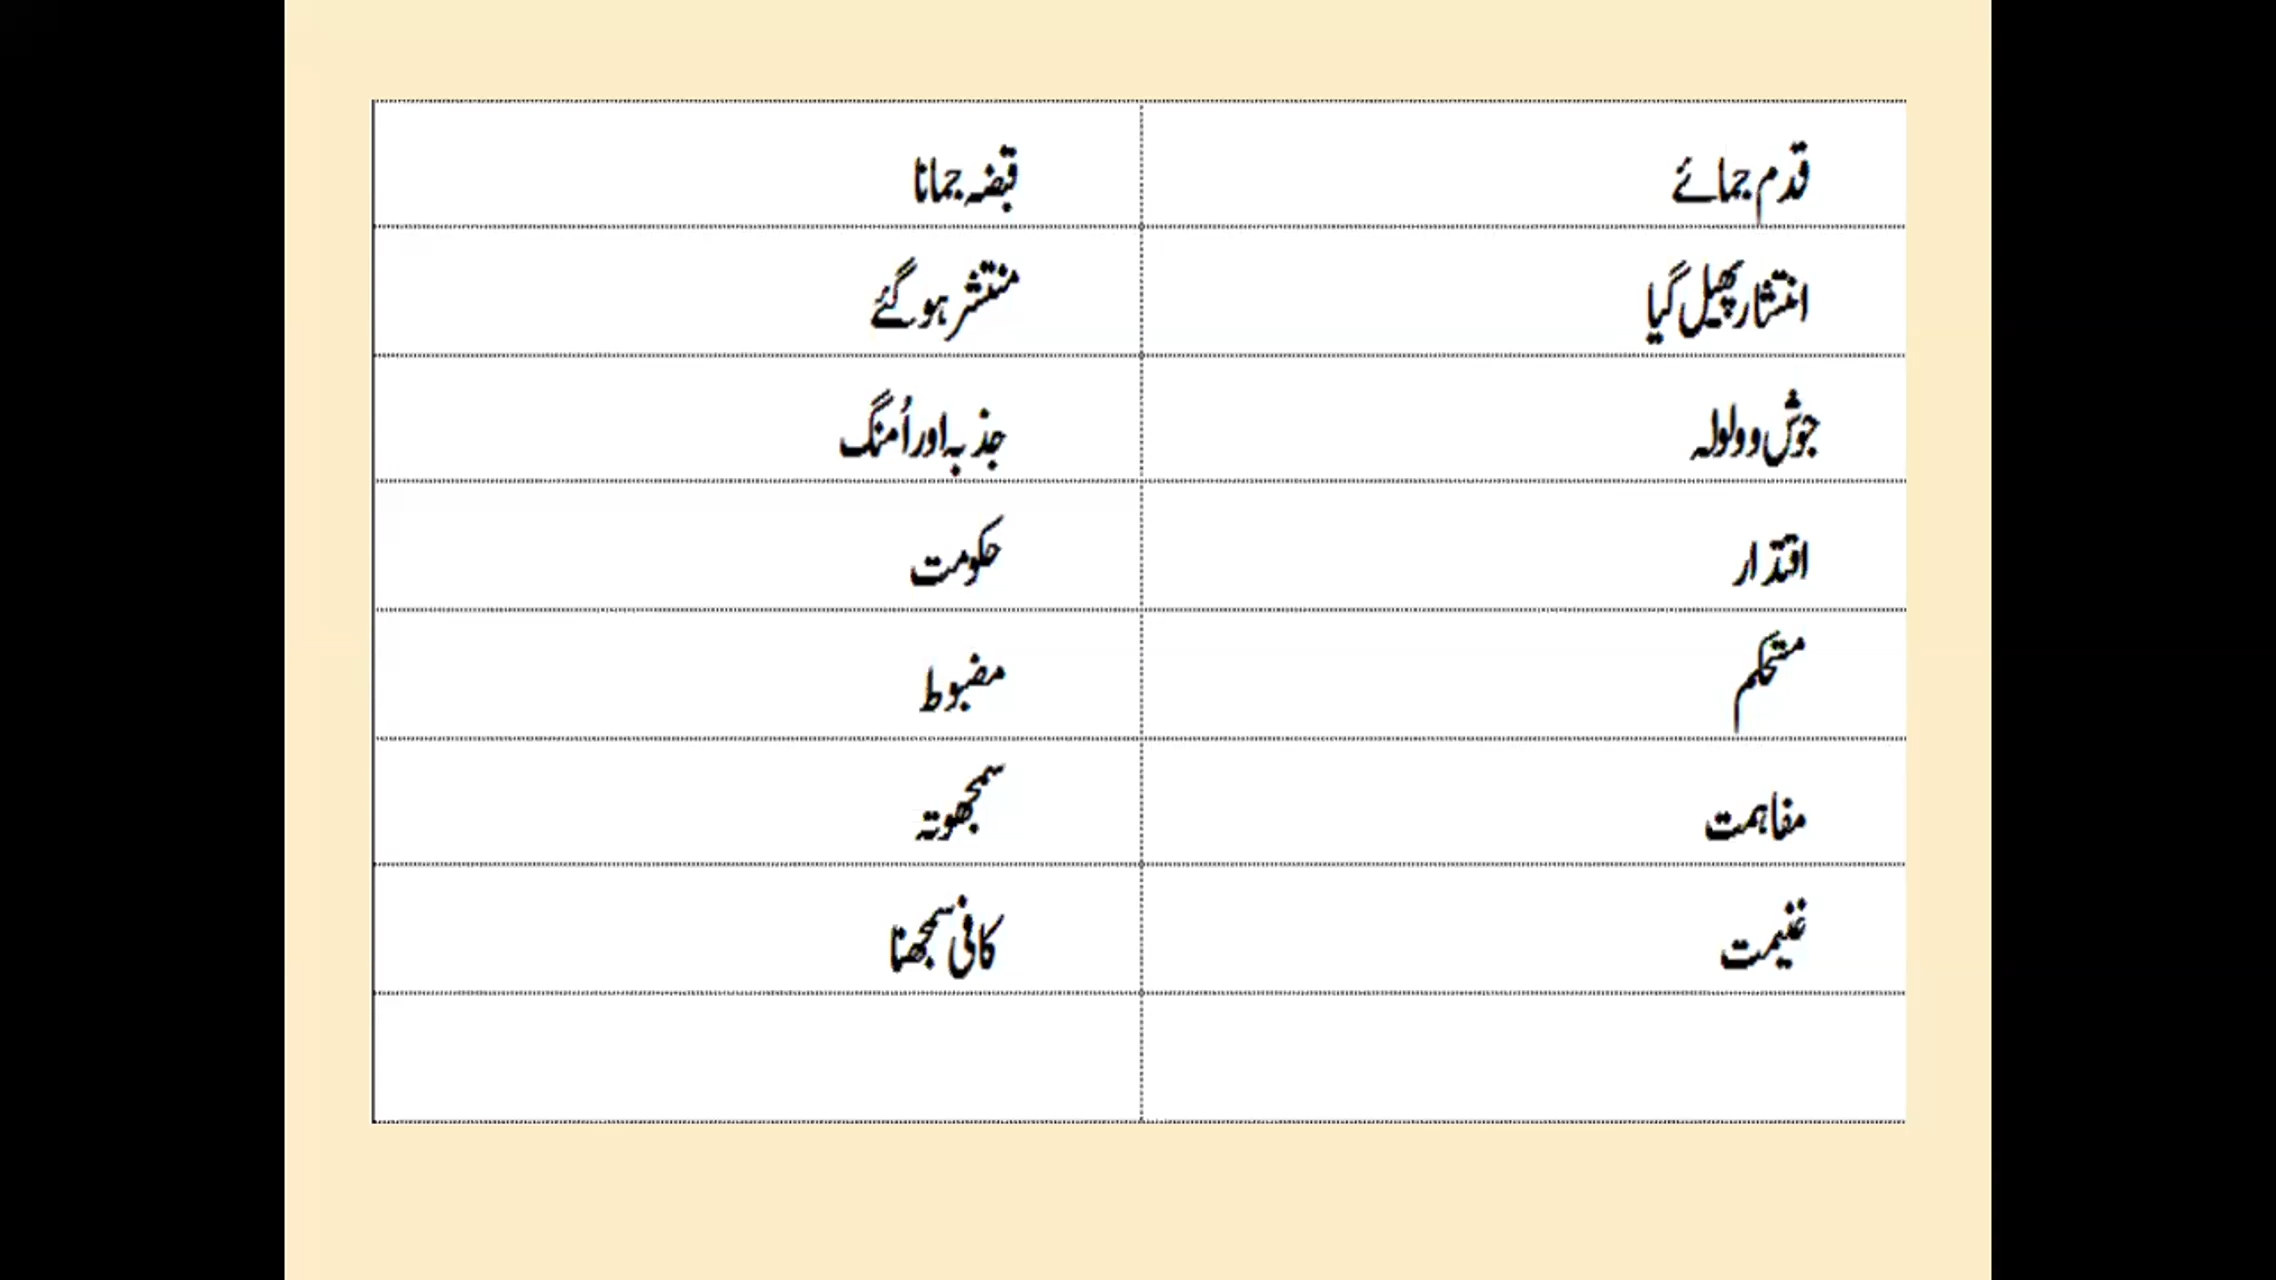 قدم جمائے	قبضہ جمانا
انتشار پھیل گیا	منتشر ہو گئے
جوش و ولولہ	جذبہ اور اُمنگ
اقتدار	حکومت
مستحکم	مضبوط
مفاہمت	سمجھوتہ
غنیمت	کافی سمجھنا